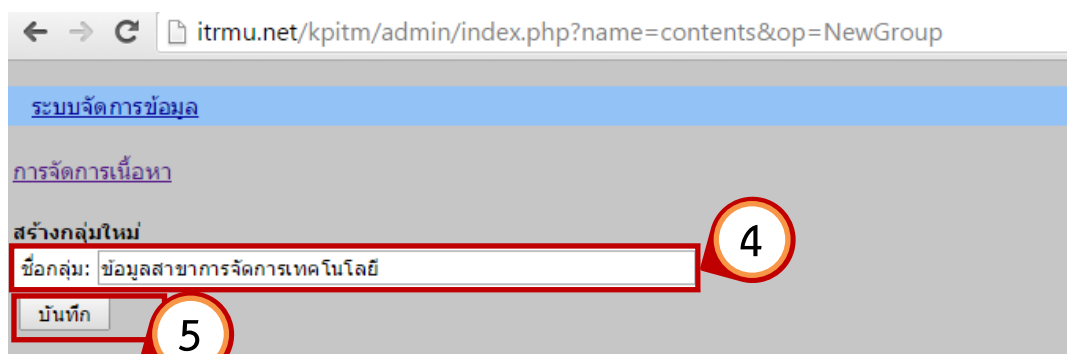 itrmu.net/kpitm/admin/index.php?name=contents&op=NewGroup
ระบบจัดการข้อมูล
การจัดการเนื้อหา
สร้างกลุ่มใหม่
4
ชื่อกลุ่ม: ข้อมูลสาขาการจัดการเทคโนโลยี
บันทึก
5